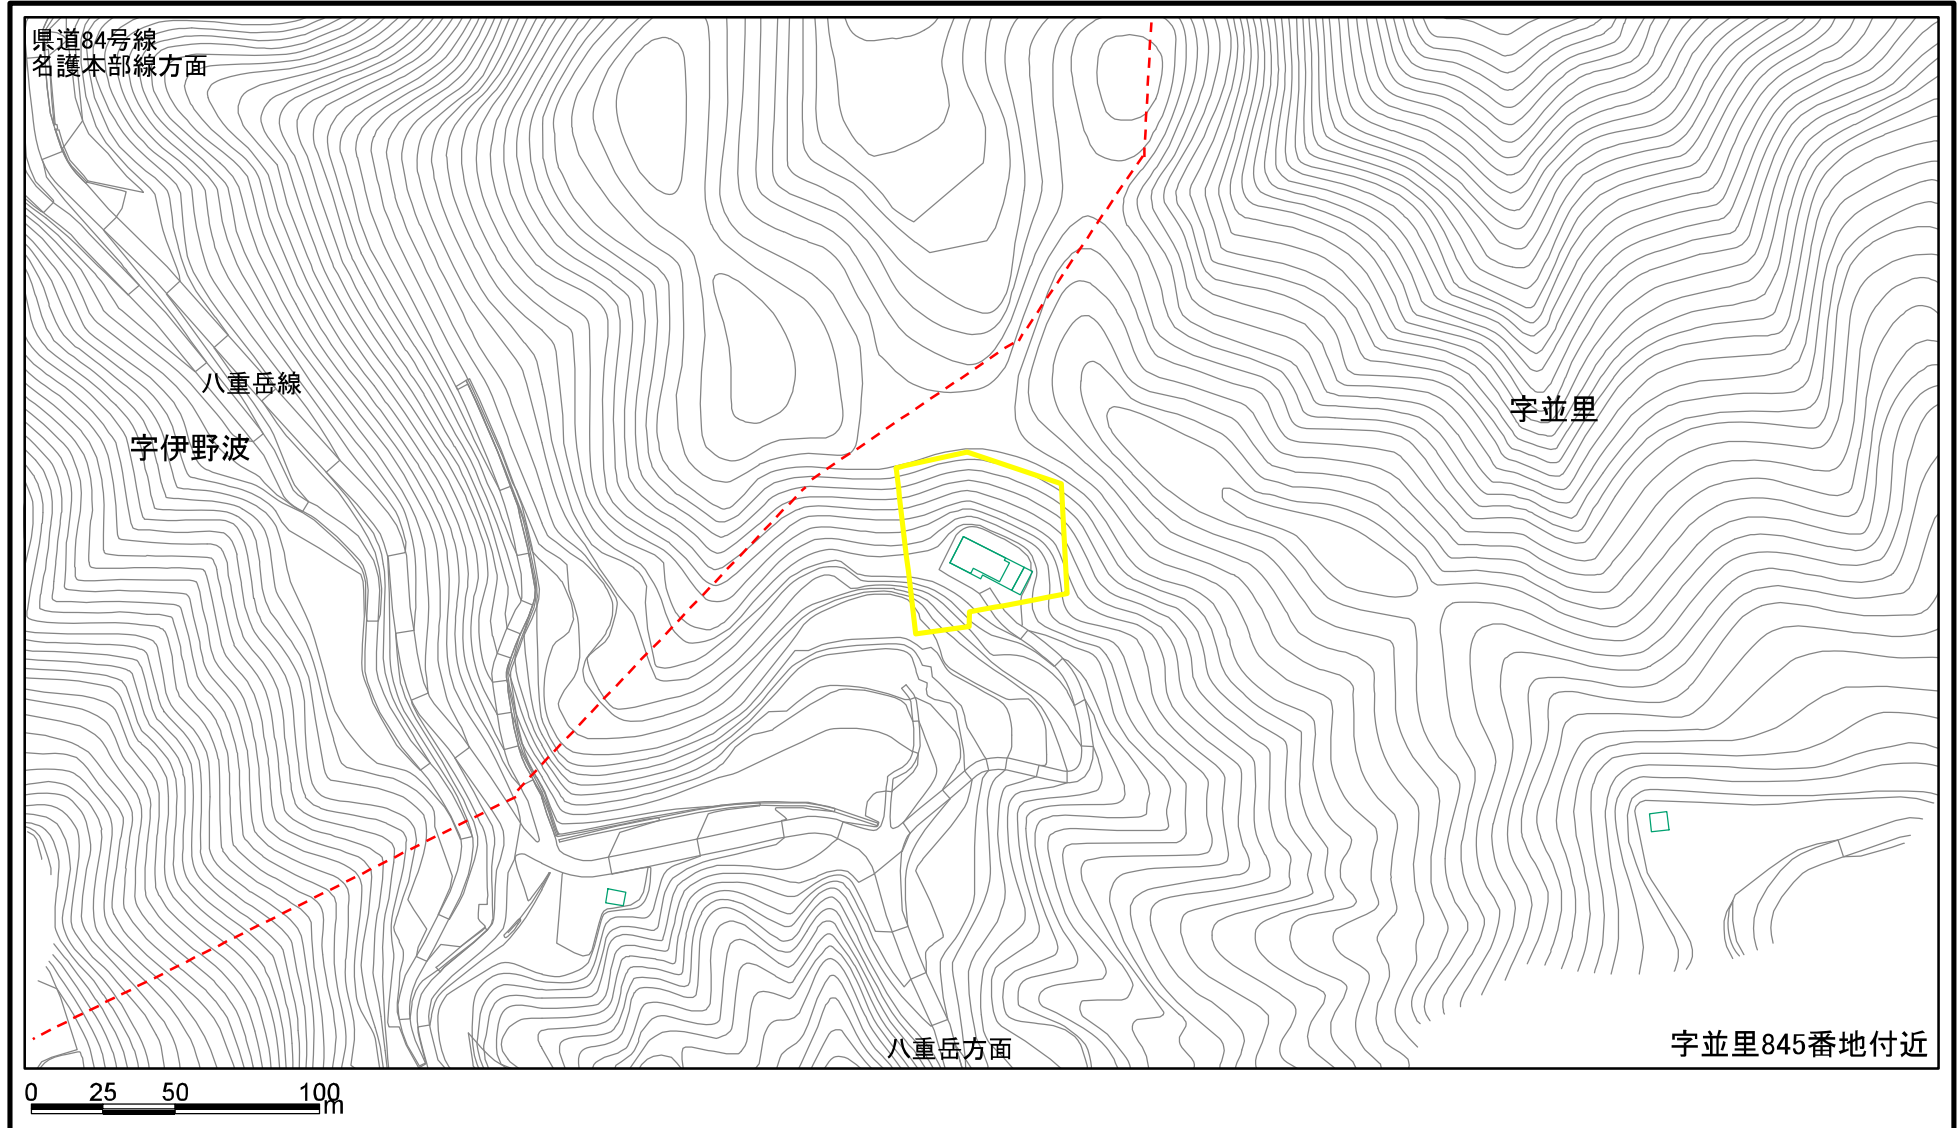 県道84号線
名護本部線方面
八重岳線
字伊野波
字並里
八重岳方面
字並里845番地付近
0 25 50 100m